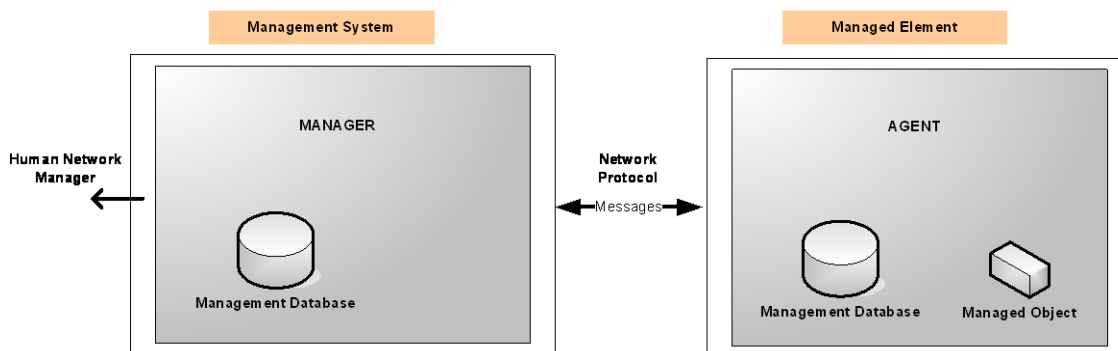 Management System
Managed Element
MANAGER
AGENT
Human Network
Manager
Network
Protocol
Messages
Management Database
Management Database
Managed Object